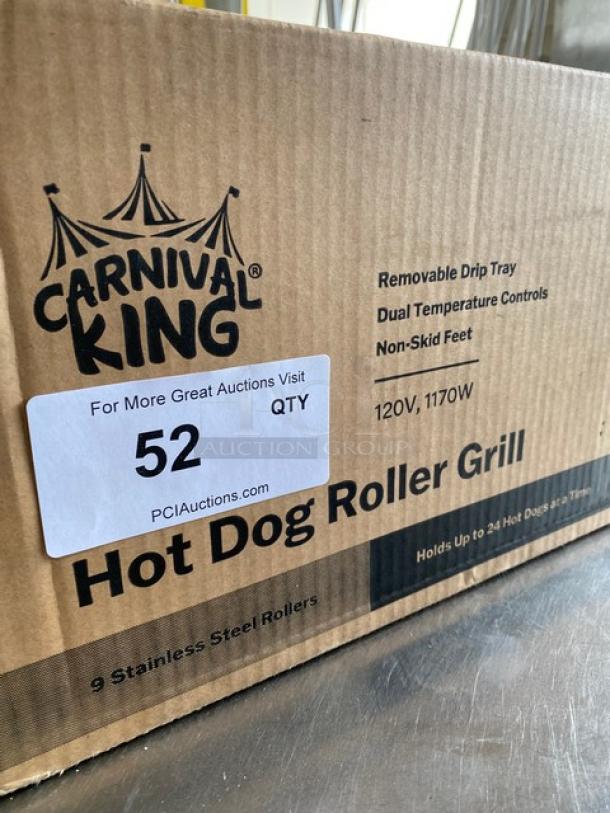 CARNIVAL®
KING
Removable Drip Tray
Dual Temperature Controls
Non-Skid Feet
120V, 1170W
For More Great Auctions Visit
52 QTY
PCIAuctions.com
AUCTION GROUP
Hot Dog Roller Grill
9 Stainless Steel Rollers
Holds Up to 24 Hot Dogs at a Time